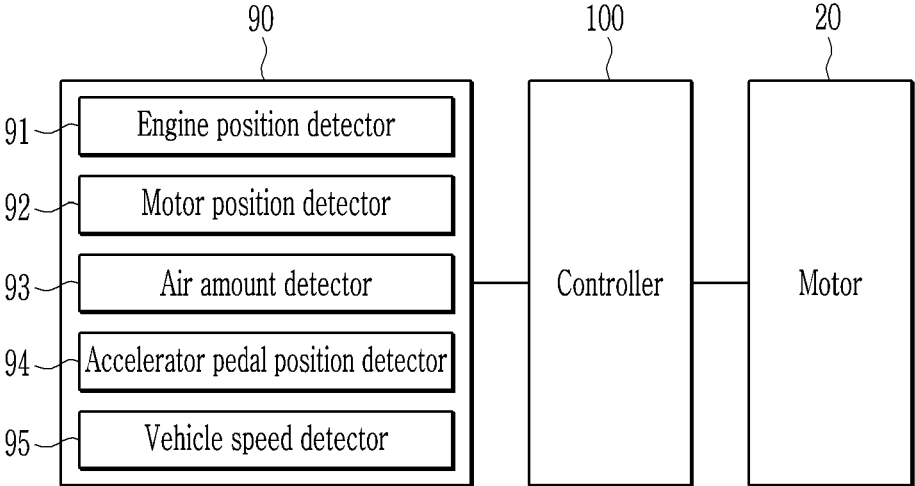 90
100
20
91
Engine position detector
92
Motor position detector
93
Air amount detector
Controller
Motor
94
Accelerator pedal position detector
95
Vehicle speed detector